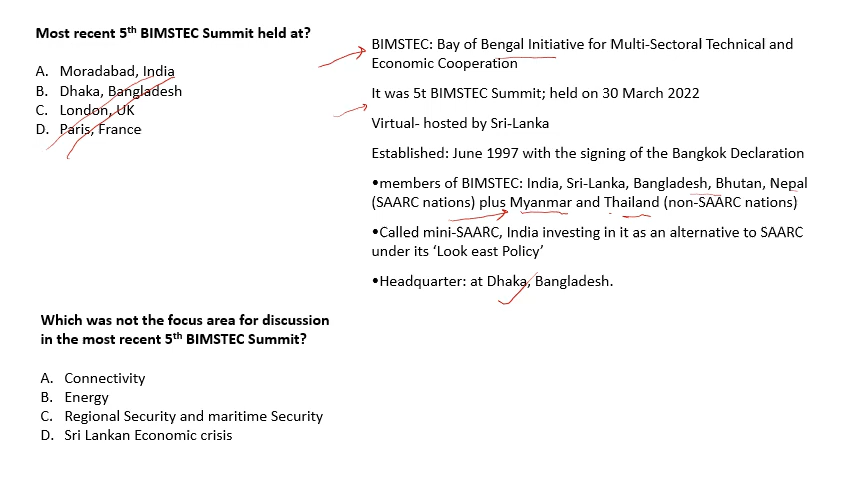 Most recent 5th BIMSTEC Summit held at?
A. Moradabad, India
B. Dhaka, Bangladesh
C. London, UK
D. Paris, France
BIMSTEC: Bay of Bengal Initiative for Multi-Sectoral Technical and
Economic Cooperation
It was 5t BIMSTEC Summit; held on 30 March 2022
Virtual- hosted by Sri-Lanka
Established: June 1997 with the signing of the Bangkok Declaration
•members of BIMSTEC: India, Sri-Lanka, Bangladesh, Bhutan, Nepal
(SAARC nations) plus Myanmar and Thailand (non-SAARC nations)
•Called mini-SAARC, India investing in it as an alternative to SAARC
under its ‘Look east Policy’
•Headquarter: at Dhaka, Bangladesh.
Which was not the focus area for discussion
in the most recent 5th BIMSTEC Summit?
A. Connectivity
B. Energy
C. Regional Security and maritime Security
D. Sri Lankan Economic crisis